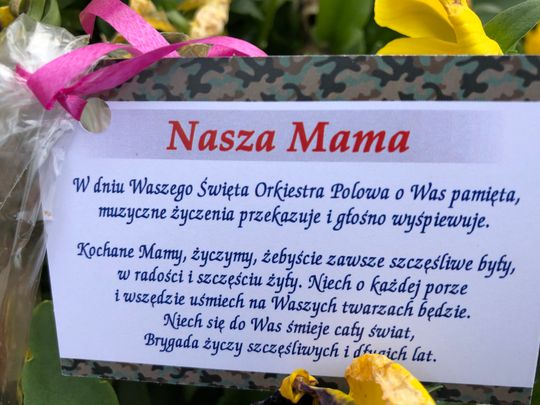 Nasza Mama
W dniu Waszego Święta Orkiestra Polowa o Was pamięta,
muzyczne życzenia przekazuje i głośno wyśpiewuje.
Kochane Mamy, życzymy, żebyście zawsze szczęśliwe były,
w radości i szczęściu żyły. Niech o każdej porze
i wszędzie uśmiech na Waszych twarzach będzie.
Niech się do Was śmieje cały świat,
Brygada życzy szczęśliwych i długich lat.